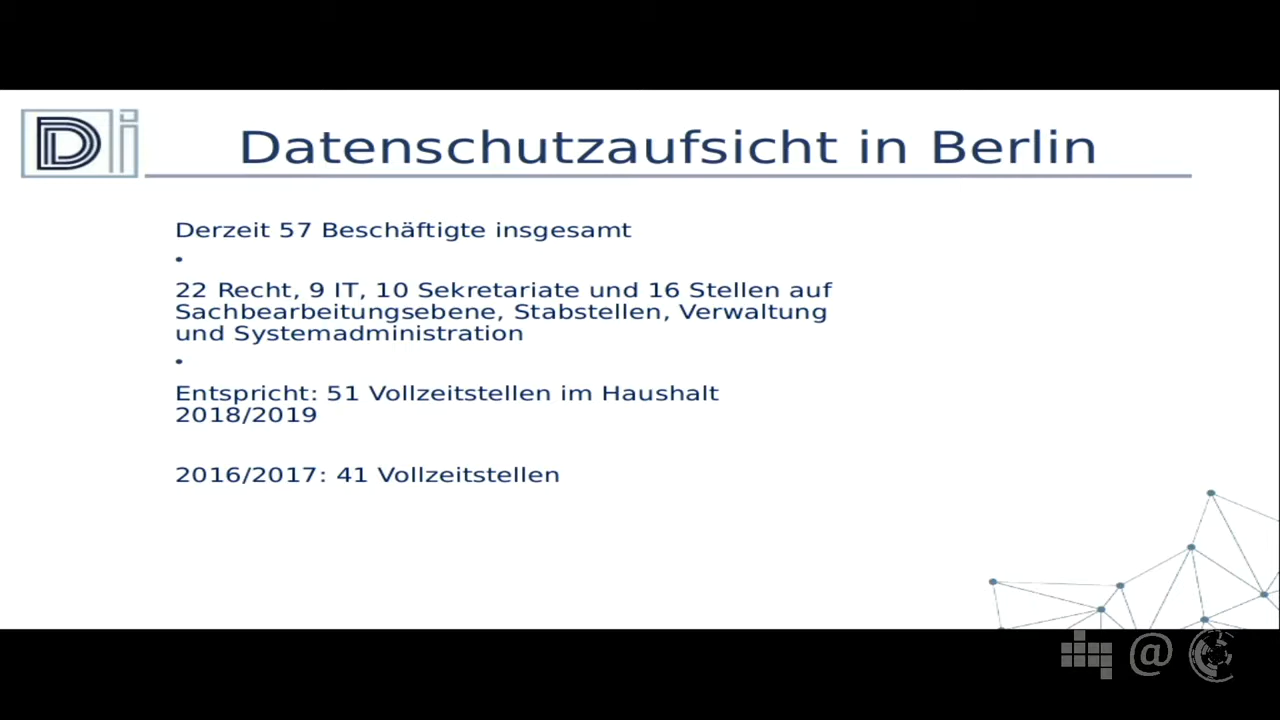 Di
Datenschutzaufsicht in Berlin
Derzeit 57 Beschäftigte insgesamt
•
22 Recht, 9 IT, 10 Sekretariate und 16 Stellen auf
Sachbearbeitungsebene, Stabstellen, Verwaltung
und Systemadministration
•
Entspricht: 51 Vollzeitstellen im Haushalt
2018/2019
2016/2017: 41 Vollzeitstellen
@